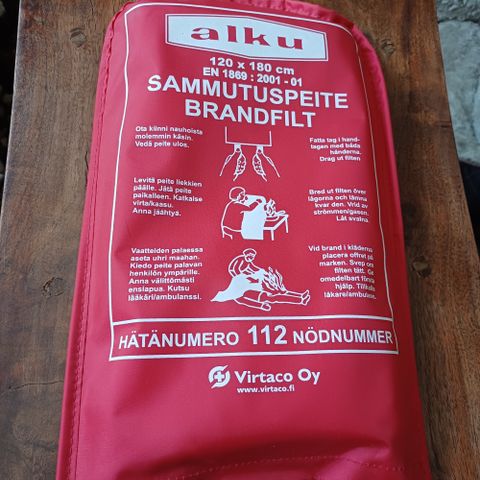 alku
120 x 180 cm
EN 1869 : 2001 - 01
SAMMUTUSPEITE
BRANDFILT
Ota kiinni nauhoista
molemmin käsin.
Vedä peite ulos.
Fatta tag i hand-
tagen med båda
händerna.
Drag ut filten
Levitä peite liekkien
päälle. Jätä peite
paikalleen. Katkaise
virta/kaasu.
Anna jäähtyä.
Bred ut filten över
lågorna och lämna
kvar den. Vrid av
strömmen/gasen.
Låt svalna.
Vaatteiden palaessa
aseta uhri maahan.
Kiedo peite palavan
henkilön ympärille.
Anna välittömästi
ensiapua. Kutsu
lääkäri/ambulanssi.
Vid brand i kläderna
placera offret på
marken. Svep om
filten tätt. Ge
omedelbart första
hjälp. Tillkalla
läkare/ambulans.
HÄTÄNUMERO 112 NÖDNUMMER
Virtaco Oy
www.virtaco.fi